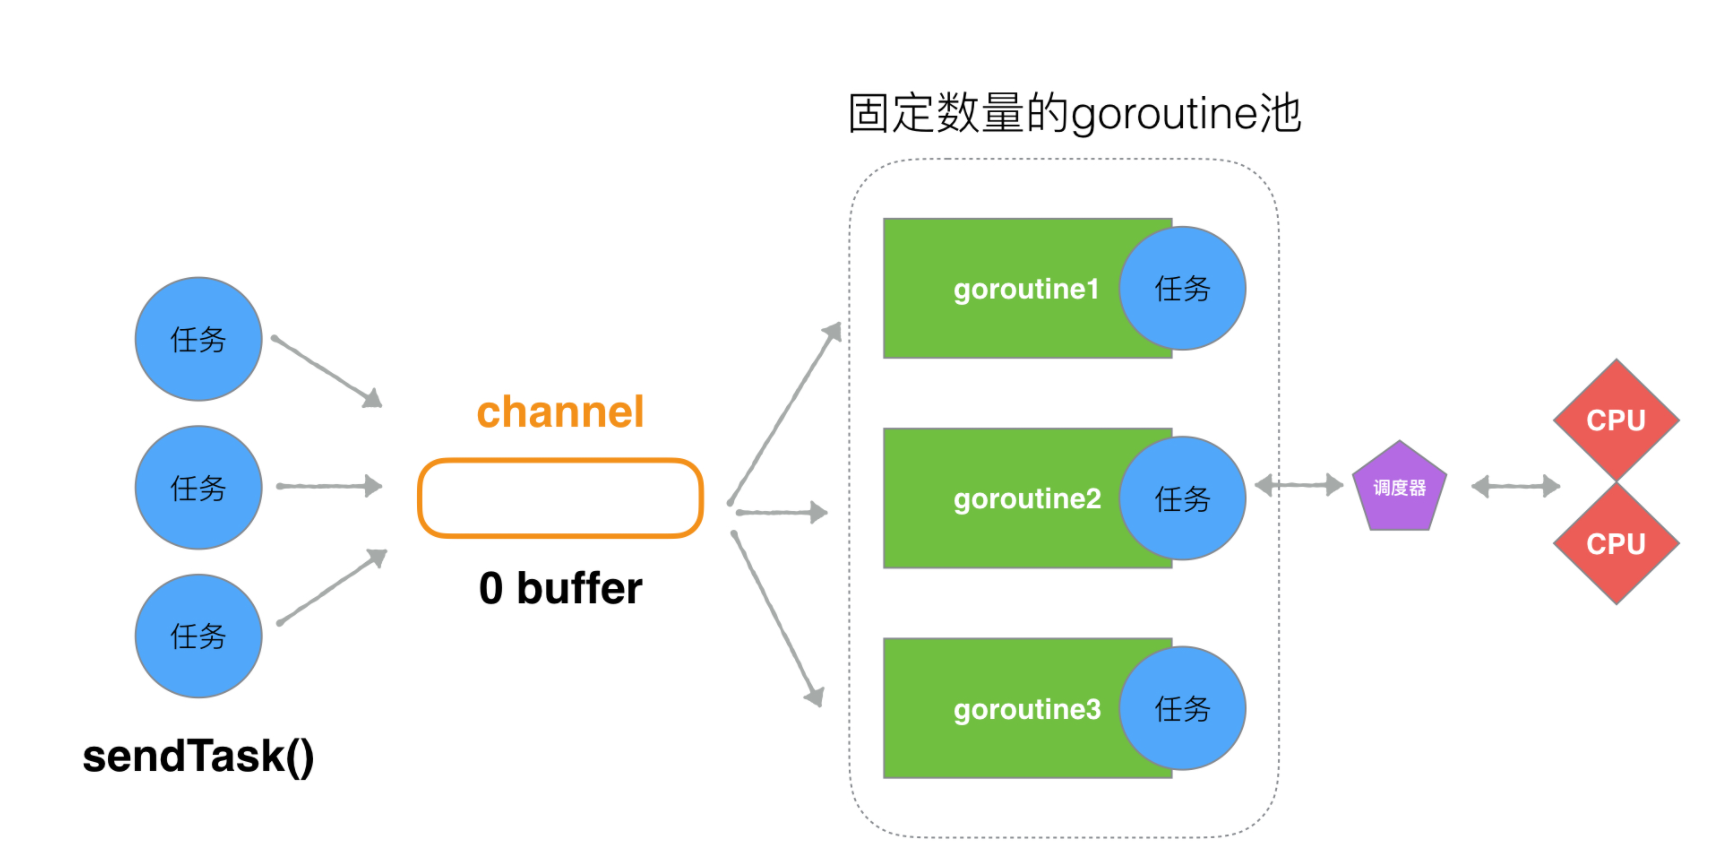 固定数量的goroutine池
任务
任务
任务
sendTask()
channel
0 buffer
goroutine1
任务
goroutine2
任务
goroutine3
任务
调度器
CPU
CPU